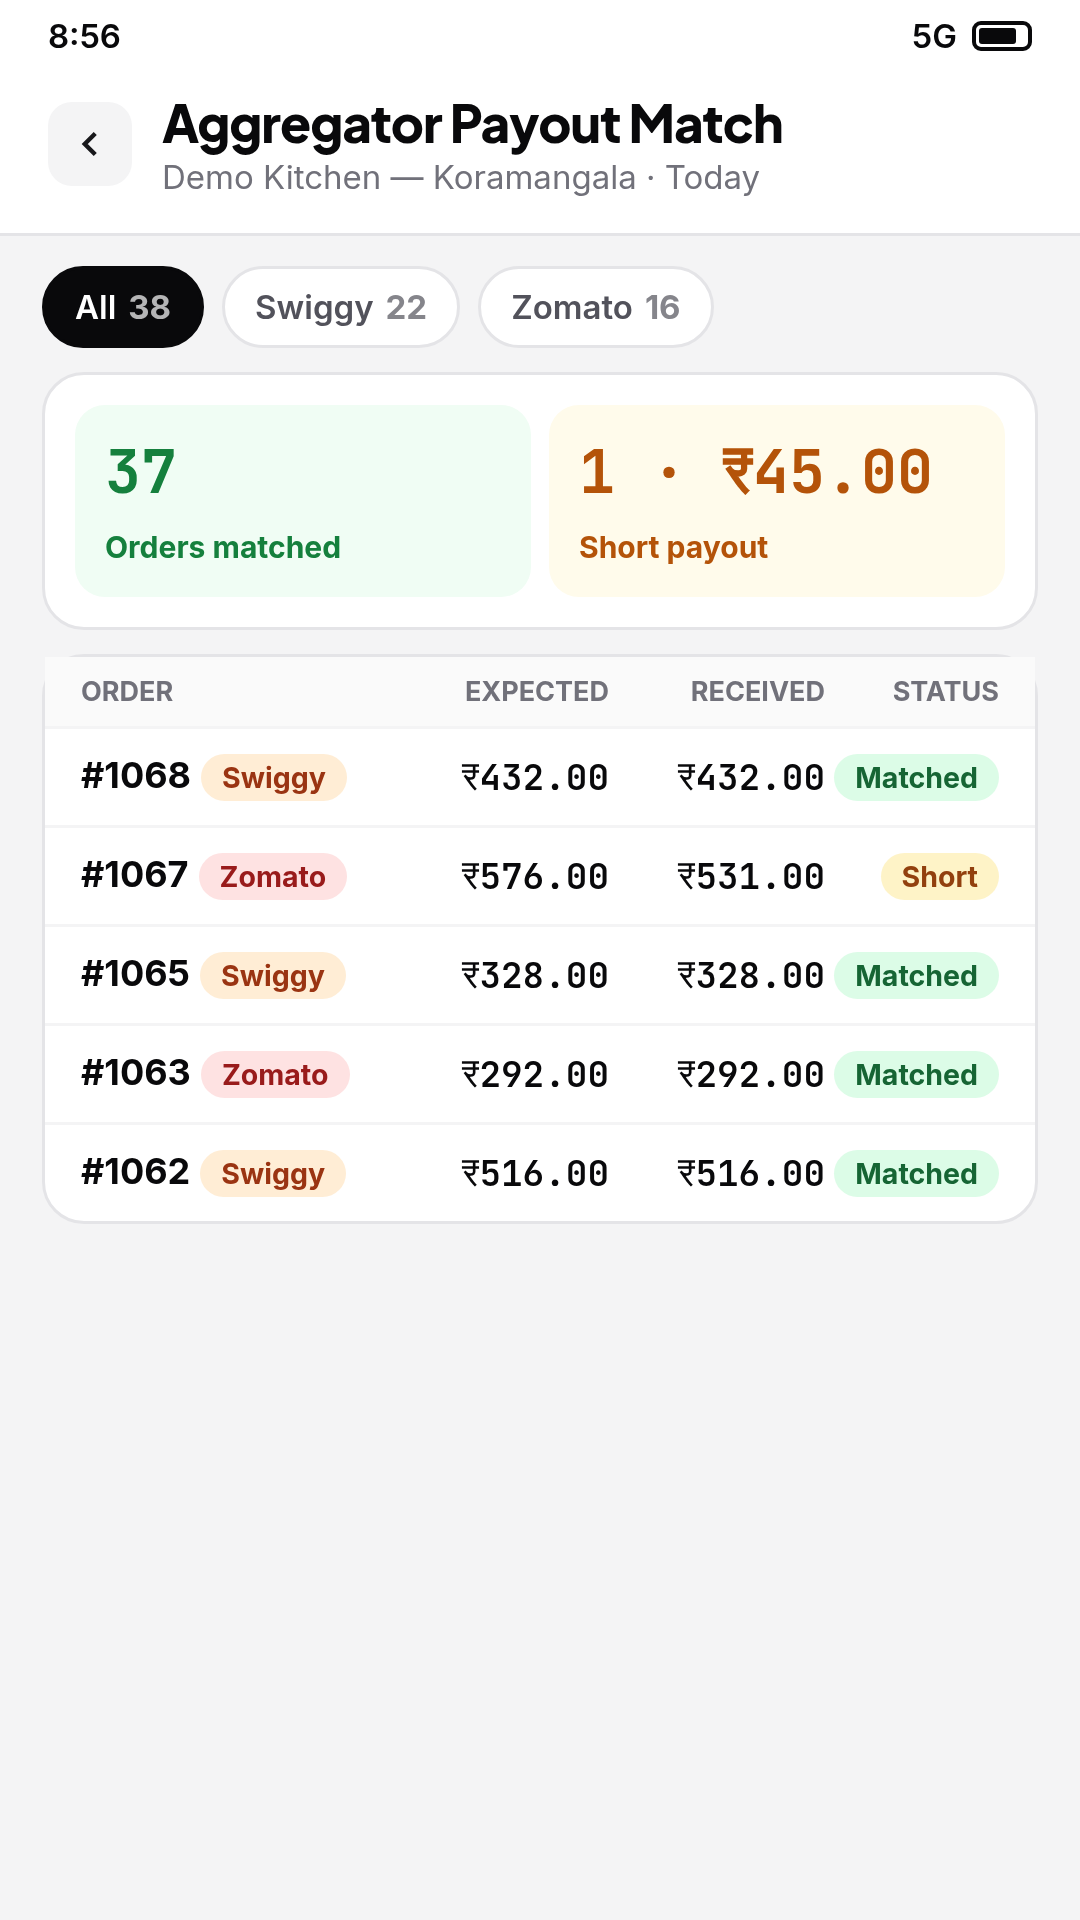 8:56 5G
Aggregator Payout Match
Demo Kitchen — Koramangala · Today
All 38 Swiggy 22 Zomato 16
37 1 · ₹45.00
Orders matched Short payout
ORDER EXPECTED RECEIVED STATUS
#1068 Swiggy ₹432.00 ₹432.00 Matched
#1067 Zomato ₹576.00 ₹531.00 Short
#1065 Swiggy ₹328.00 ₹328.00 Matched
#1063 Zomato ₹292.00 ₹292.00 Matched
#1062 Swiggy ₹516.00 ₹516.00 Matched